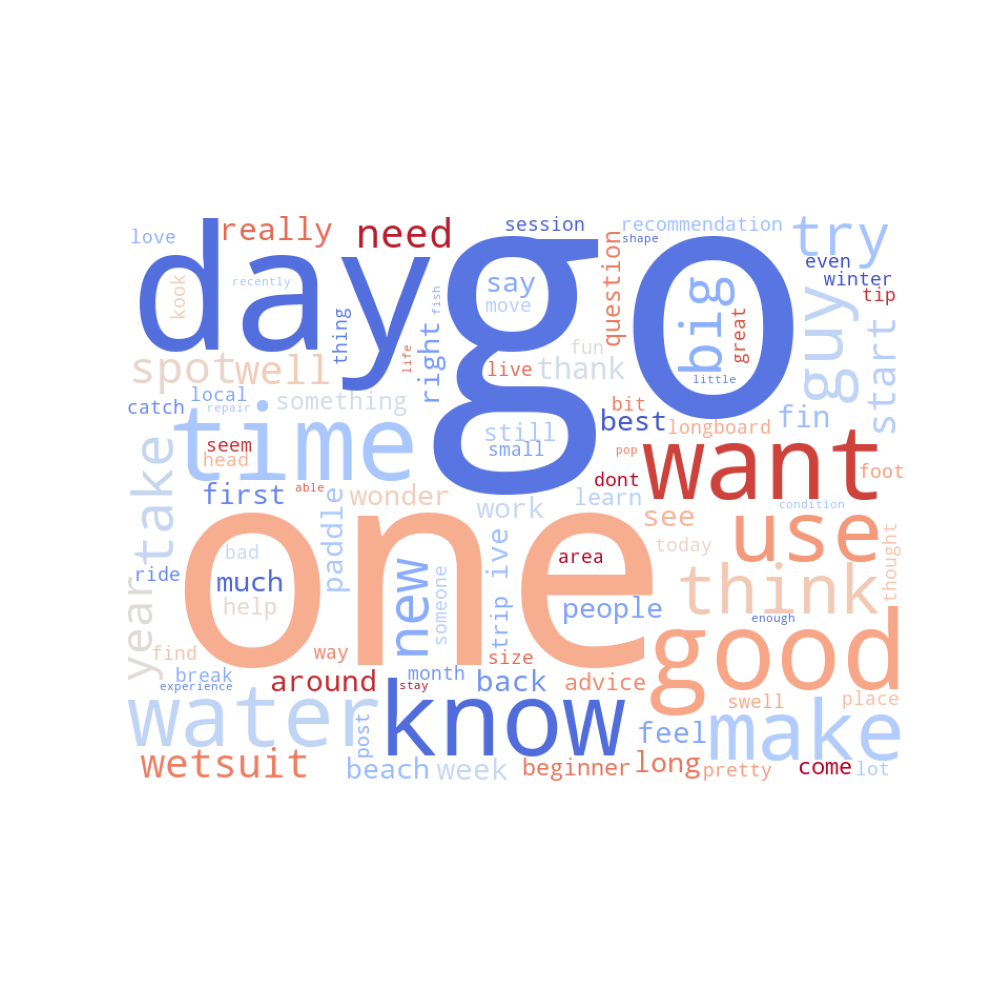 love
really
need
session
recommendation
try
day
go
shape
even
winter
tip
kook
recently
say
move
fish
question
big
great
guy
start
thing
right
life
fun
live
thank
little
spot
well
catch
local
repair
something
bit
best
longboard
fin
time
still
small
seem
head
pop
want
foot
take
first
able
wonder
dont
learn
work
see
condition
paddle
use
today
one
bad
ride
much
help
new
someone
trip
ive
area
people
think
thought
year
enough
find
way
size
good
break
month
experience
around
stay
back
advice
swell
place
water
know
post
feel
make
wetsuit
beach
week
beginner
long
pretty
come
lot